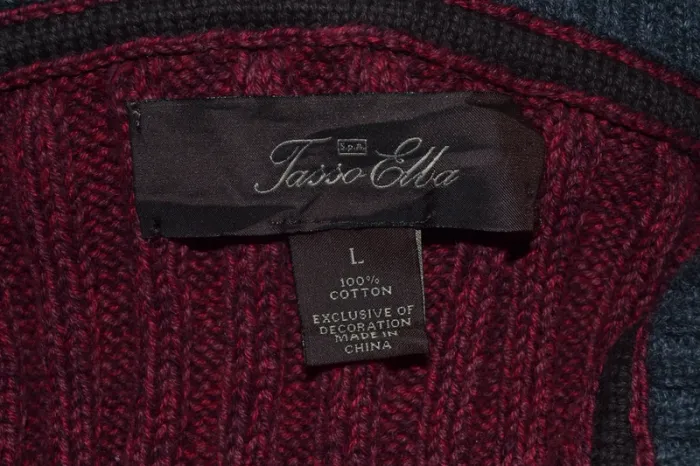 S.p.A.
Tasso Elba
L
100%
COTTON
EXCLUSIVE OF
DECORATION
MADE IN
CHINA